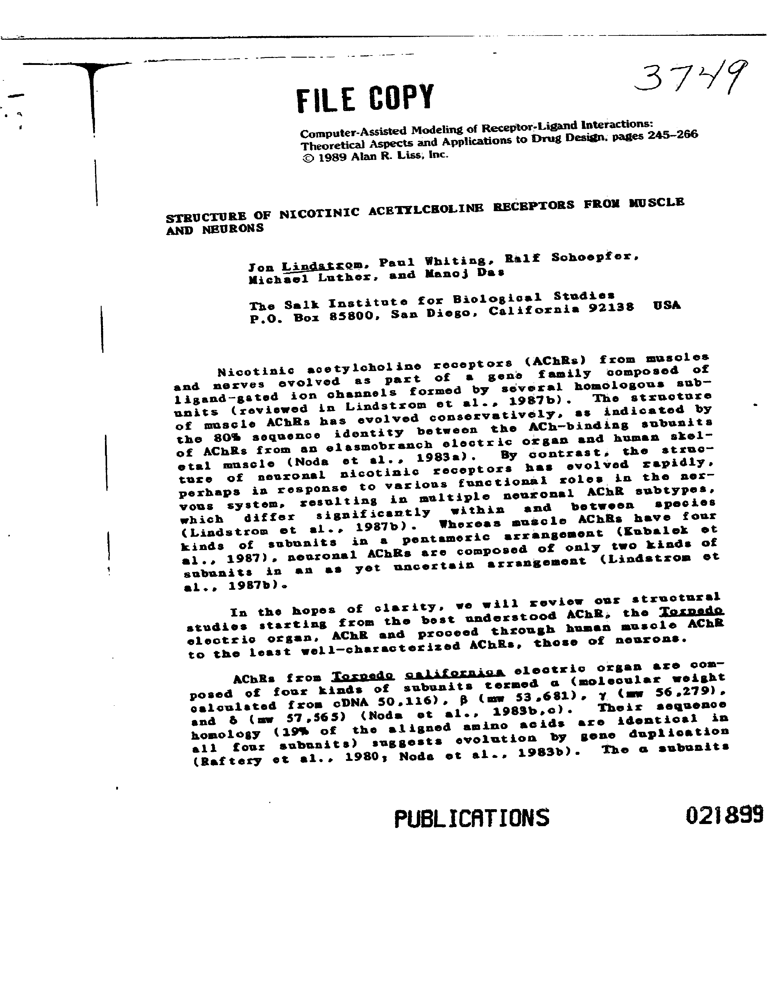 3749
FILE COPY
Computer-Assisted Modeling of Receptor-Ligand Interactions:
Theoretical Aspects and Applications to Drug Design, pages 245–266
© 1989 Alan R. Liss, Inc.
STRUCTURE OF NICOTINIC ACETYLCHOLINE RECEPTORS FROM MUSCLE
AND NEURONS
Jon Lindstrom, Paul Whiting, Ralf Schoepfer,
Michael Luther, and Manoj Das
The Salk Institute for Biological Studies
P.O. Box 85800, San Diego, California 92138 USA
Nicotinic acetylcholine receptors (AChRs) from muscles
and nerves evolved as part of a gene family composed of
ligand-gated ion channels formed by several homologous sub-
units (reviewed in Lindstrom et al., 1987b). The structure
of muscle AChRs has evolved conservatively, as indicated by
the 80% sequence identity between the ACh-binding subunits
of AChRs from an elasmobranch electric organ and human skel-
etal muscle (Noda et al., 1983a). By contrast, the struc-
ture of neuronal nicotinic receptors has evolved rapidly,
perhaps in response to various functional roles in the ner-
vous system, resulting in multiple neuronal AChR subtypes,
which differ significantly within and between species
(Lindstrom et al., 1987b). Whereas muscle AChRs have four
kinds of subunits in a pentameric arrangement (Kubalek et
al., 1987), neuronal AChRs are composed of only two kinds of
subunits in an as yet uncertain arrangement (Lindstrom et
al., 1987b).
In the hopes of clarity, we will review our structural
studies starting from the best understood AChR, the Torpedo
electric organ, AChR and proceed through human muscle AChR
to the least well-characterized AChRs, those of neurons.
AChRs from Torpedo californica electric organ are com-
posed of four kinds of subunits termed α (molecular weight
calculated from cDNA 50,116), β (mw 53,681), γ (mw 56,279),
and δ (mw 57,565) (Noda et al., 1983b,c). Their sequence
homology (19% of the aligned amino acids are identical in
all four subunits) suggests evolution by gene duplication
(Raftery et al., 1980; Noda et al., 1983b). The α subunits
PUBLICATIONS 021899